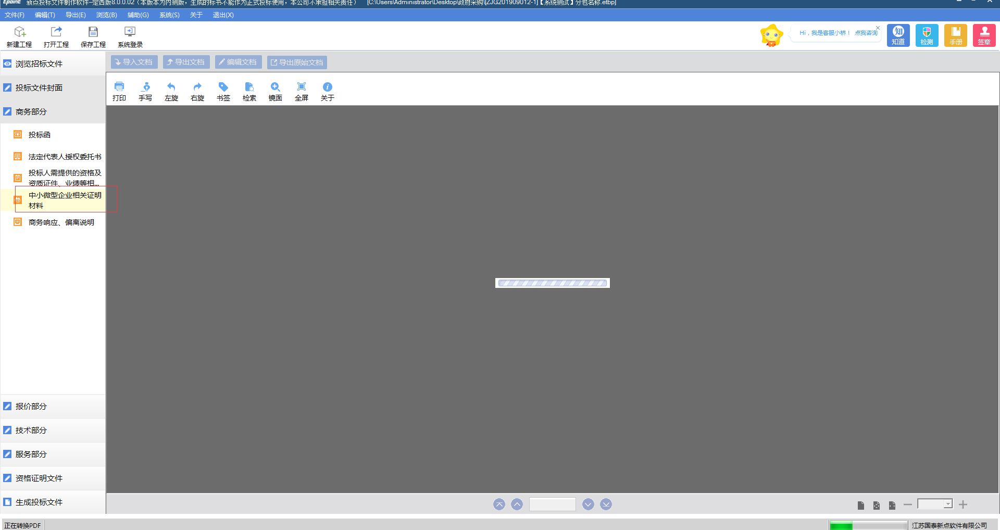 Epoint 新点投标文件制作软件—定西版8.0.0.02（本版本为内测版，生成的标书不能作为正式投标使用，本公司不承担相关责任） [C:\Users\Administrator\Desktop\政府采购\[ZJG201909012-1]【系统测试】分包名称.etbp]
文件(F) 编辑(T) 导出(E) 浏览(B) 辅助(G) 系统(S) 关于 退出(X)
新建工程 打开工程 保存工程 系统登录
Hi，我是客服小桥！ 点我咨询
知
知道 检测 手册 签章
导入文档 导出文档 编辑文档 导出原始文档
打印 手写 左旋 右旋 书签 检索 镜面 全屏 关于
浏览招标文件
投标文件封面
商务部分
投标函
法定代表人授权委托书
投标人需提供的资格及
资质证件、业绩等相...
中小微型企业相关证明
材料
商务响应、偏离说明
报价部分
技术部分
服务部分
资格证明文件
生成投标文件
正在转换PDF
江苏国泰新点软件有限公司